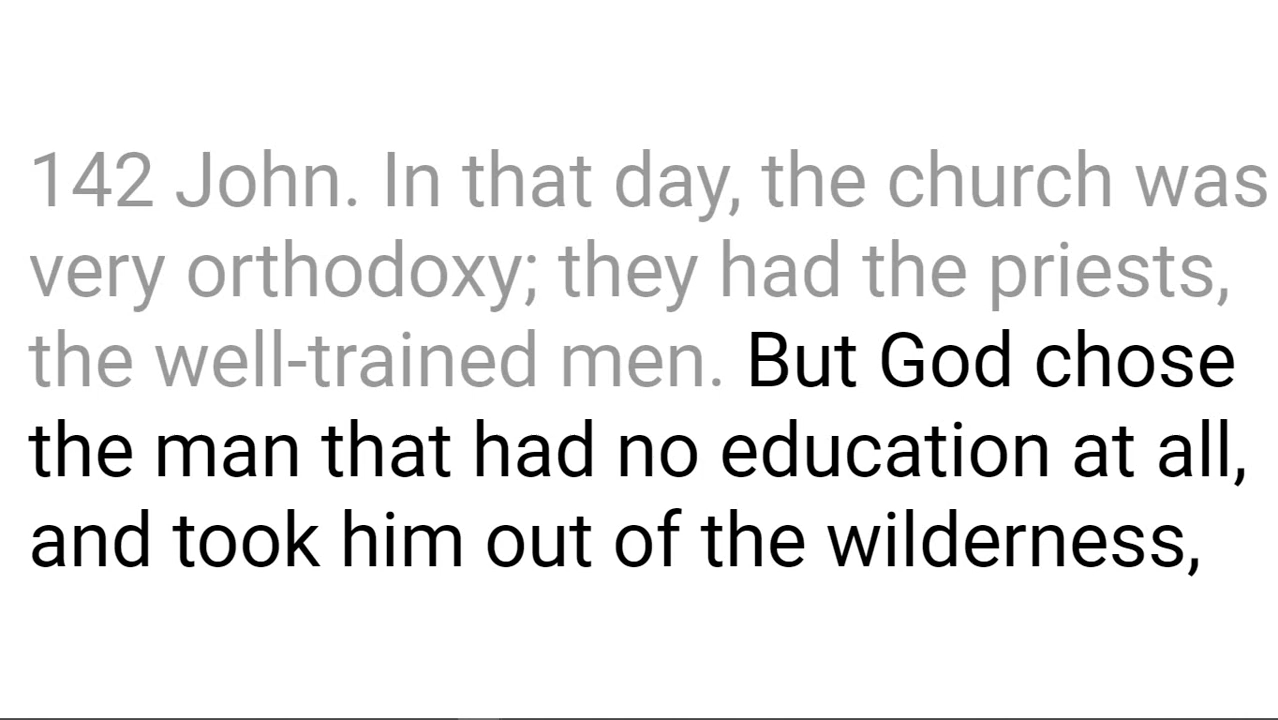 142 John. In that day, the church was
very orthodoxy; they had the priests,
the well-trained men. But God chose
the man that had no education at all,
and took him out of the wilderness,